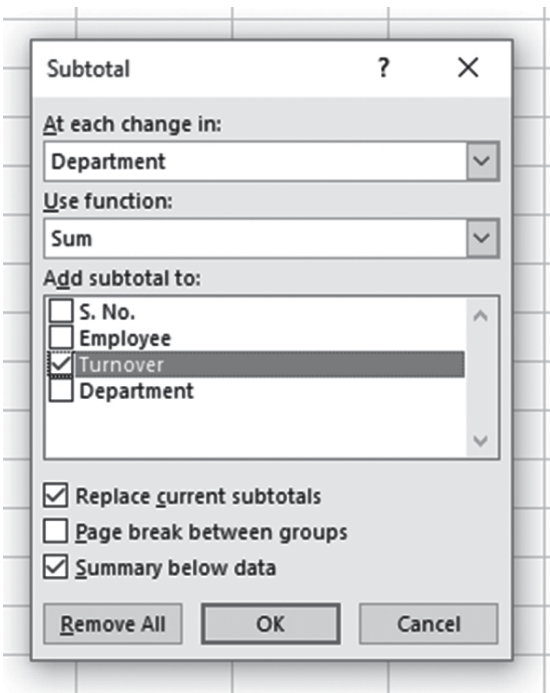 Subtotal ?
At each change in:
Department
Use function:
Sum
Add subtotal to:
S. No.
Employee
Turnover
Department
Replace current subtotals
Page break between groups
Summary below data
Remove All OK Cancel